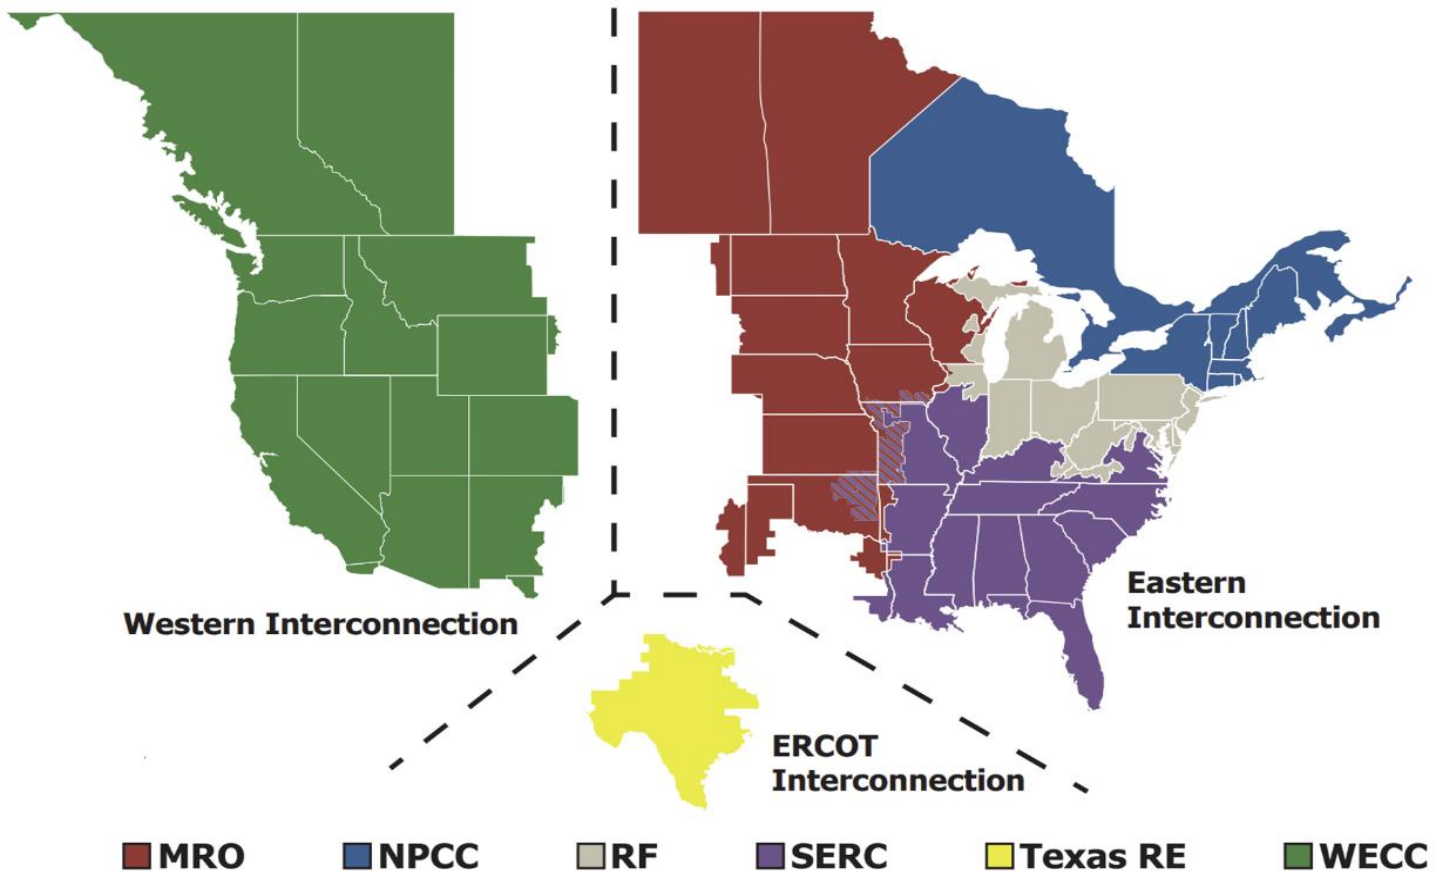 Western Interconnection
Eastern
Interconnection
ERCOT
Interconnection
MRO NPCC RF SERC Texas RE WECC